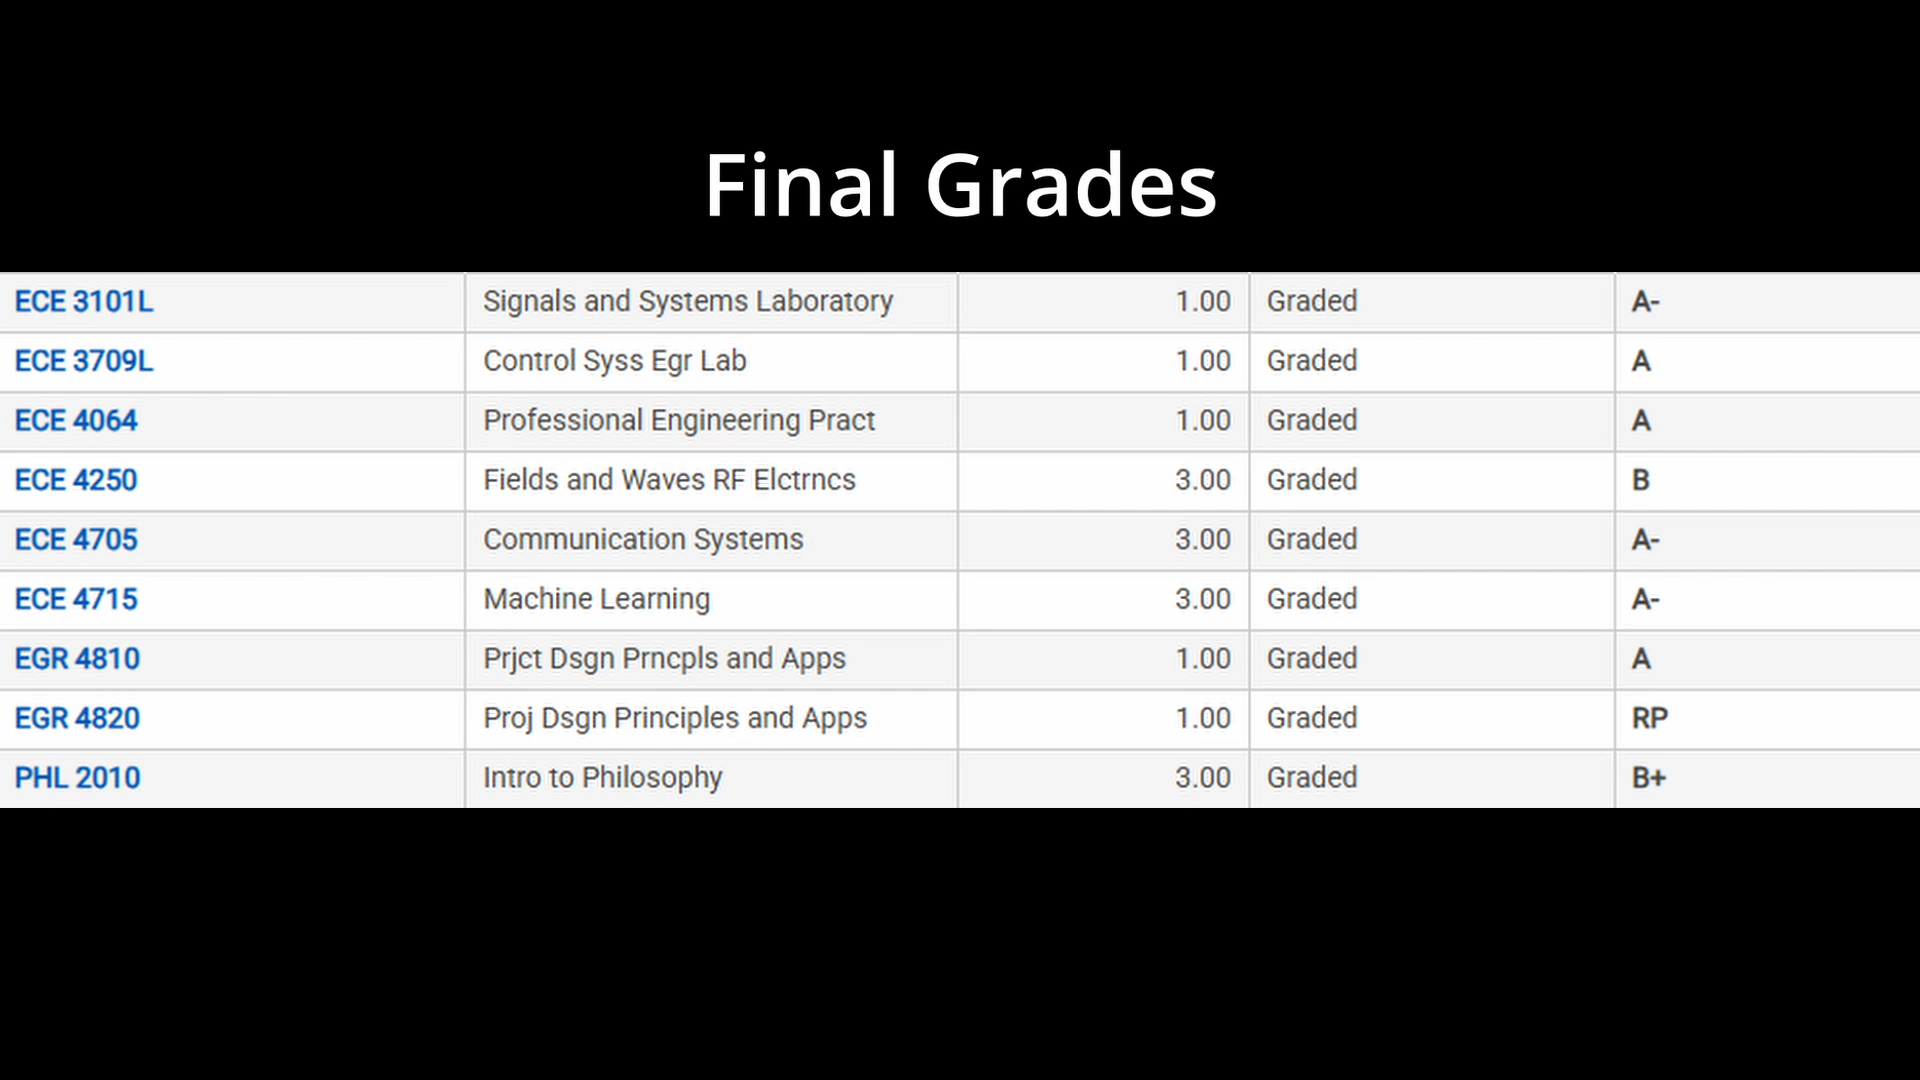 Final Grades
ECE 3101L Signals and Systems Laboratory 1.00 Graded A-
ECE 3709L Control Syss Egr Lab 1.00 Graded A
ECE 4064 Professional Engineering Pract 1.00 Graded A
ECE 4250 Fields and Waves RF Elctrncs 3.00 Graded B
ECE 4705 Communication Systems 3.00 Graded A-
ECE 4715 Machine Learning 3.00 Graded A-
EGR 4810 Prjct Dsgn Prncpls and Apps 1.00 Graded A
EGR 4820 Proj Dsgn Principles and Apps 1.00 Graded RP
PHL 2010 Intro to Philosophy 3.00 Graded B+